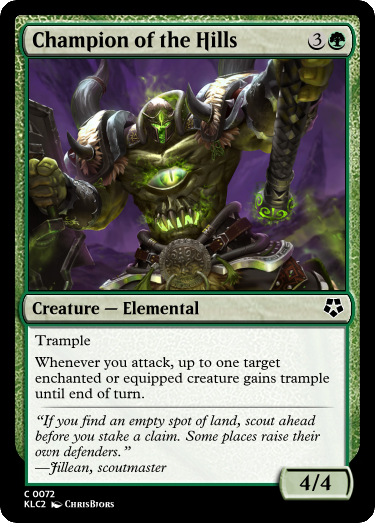 Champion of the Hills 3
Creature — Elemental
Trample
Whenever you attack, up to one target
enchanted or equipped creature gains trample
until end of turn.
“If you find an empty spot of land, scout ahead
before you stake a claim. Some places raise their
own defenders.”
—Jillean, scoutmaster
4/4
C 0072
KLC2 ChrisBjors